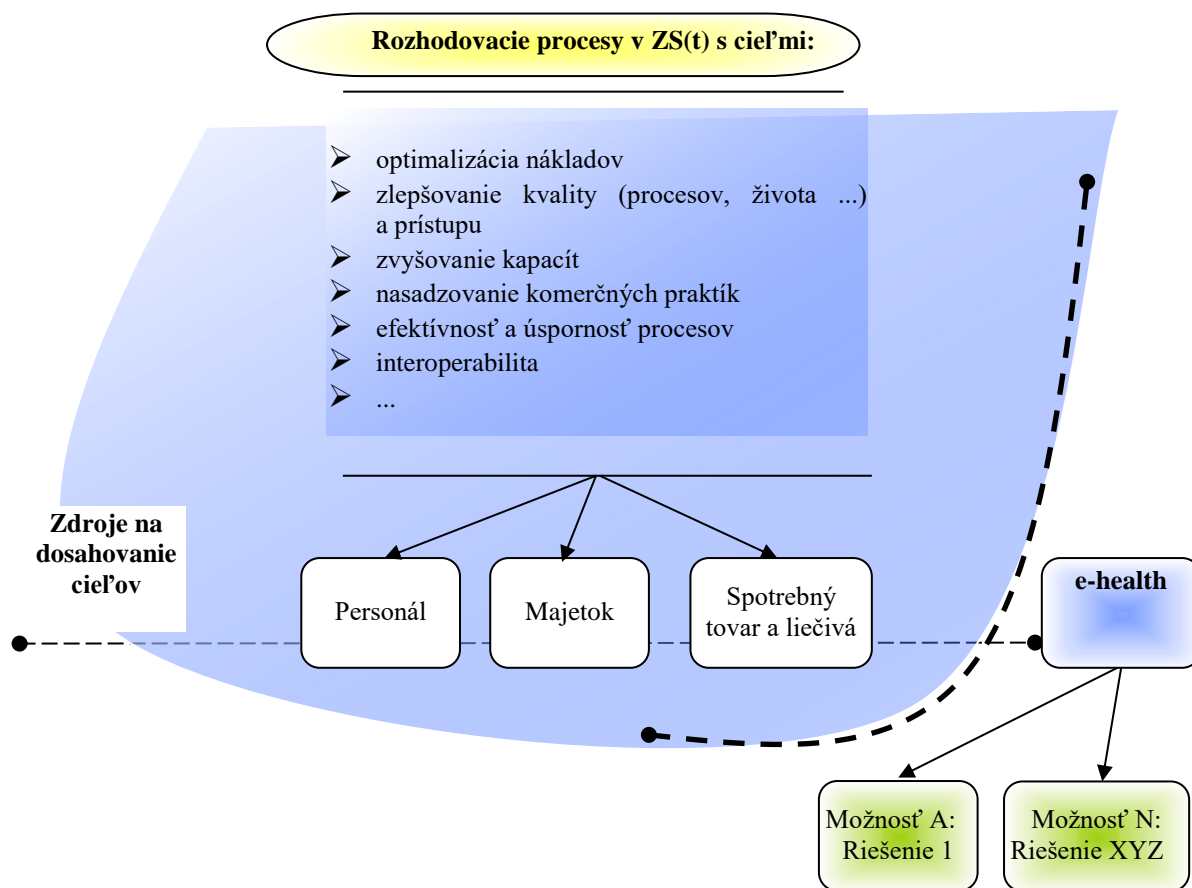 Rozhodovacie procesy v ZS(t) s cieľmi:
➢ optimalizácia nákladov
➢ zlepšovanie kvality (procesov, života ...)
a prístupu
➢ zvyšovanie kapacít
➢ nasadzovanie komerčných praktík
➢ efektívnosť a úspornosť procesov
➢ interoperabilita
➢ ...
Zdroje na
dosahovanie
cieľov
Personál
Majetok
Spotrebný
tovar a liečivá
e-health
Možnosť A:
Riešenie 1
Možnosť N:
Riešenie XYZ